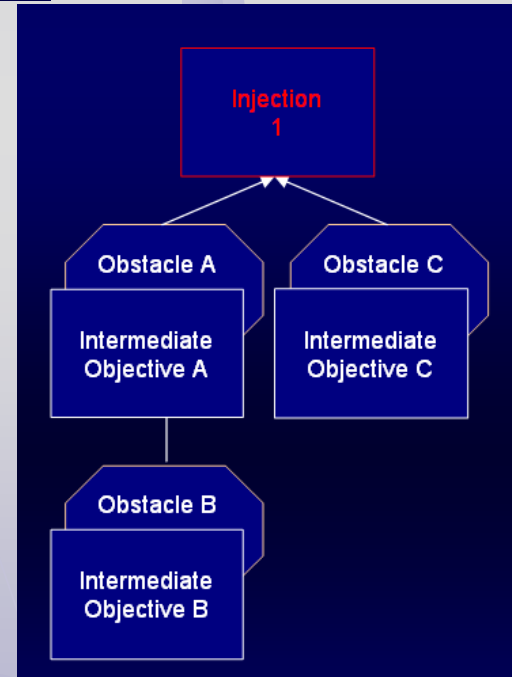 Injection
1
Obstacle A
Obstacle C
Intermediate
Objective A
Intermediate
Objective C
Obstacle B
Intermediate
Objective B